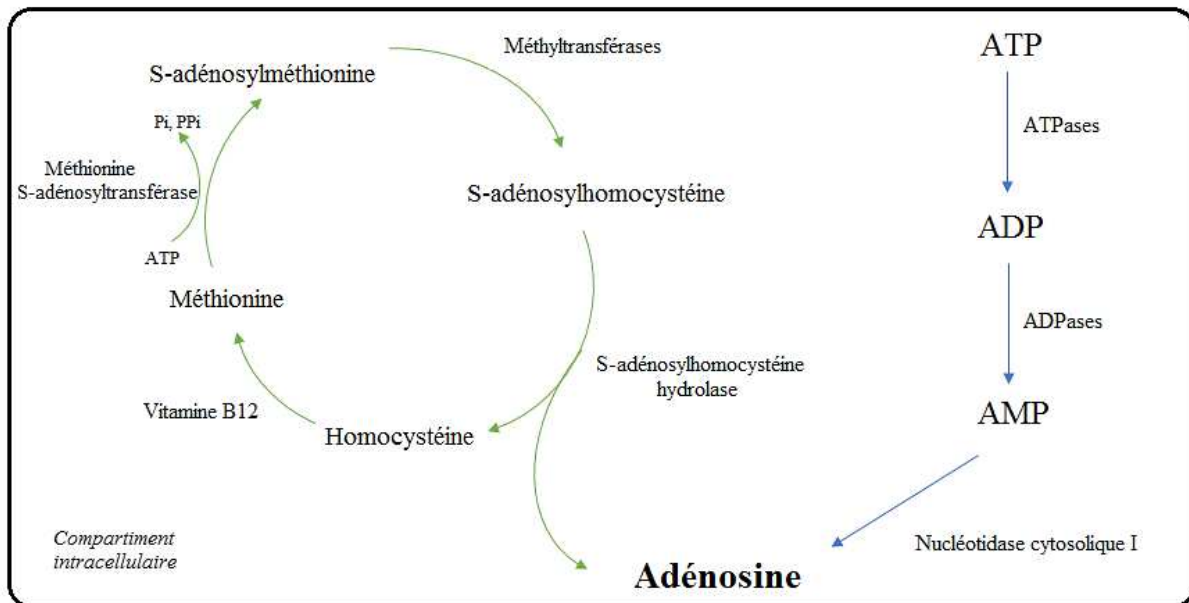 S-adénosylméthionine
Méthyltransférases
ATP
Pi, PPi
ATPases
Méthionine
S-adénosyltransférase
S-adénosylhomocystéine
ADP
ATP
Méthionine
ADPases
S-adénosylhomocystéine
hydrolase
Vitamine B12
Homocystéine
AMP
Compartiment
intracellulaire
Nucléotidase cytosolique I
Adénosine